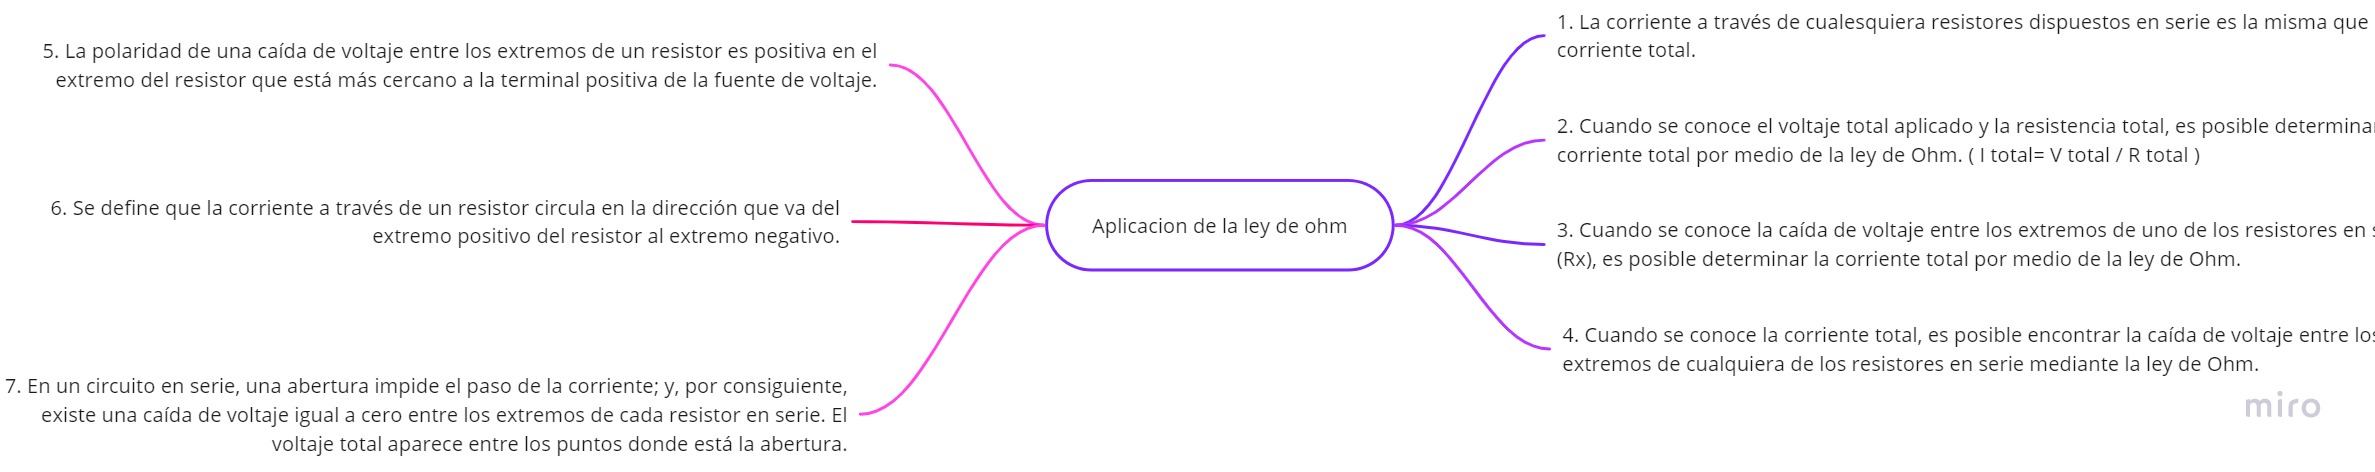 5. La polaridad de una caída de voltaje entre los extremos de un resistor es positiva en el
extremo del resistor que está más cercano a la terminal positiva de la fuente de voltaje.
6. Se define que la corriente a través de un resistor circula en la dirección que va del
extremo positivo del resistor al extremo negativo.
7. En un circuito en serie, una abertura impide el paso de la corriente; y, por consiguiente,
existe una caída de voltaje igual a cero entre los extremos de cada resistor en serie. El
voltaje total aparece entre los puntos donde está la abertura.
Aplicacion de la ley de ohm
1. La corriente a través de cualesquiera resistores dispuestos en serie es la misma que
corriente total.
2. Cuando se conoce el voltaje total aplicado y la resistencia total, es posible
corriente total por medio de la ley de Ohm. ( I total= V total / R total )
3. Cuando se conoce la caída de voltaje entre los extremos de uno de los resistores en
(Rx), es posible determinar la corriente total por medio de la ley de Ohm.
4. Cuando se conoce la corriente total, es posible encontrar la caída de voltaje entre
extremos de cualquiera de los resistores en serie mediante la ley de Ohm.
miro